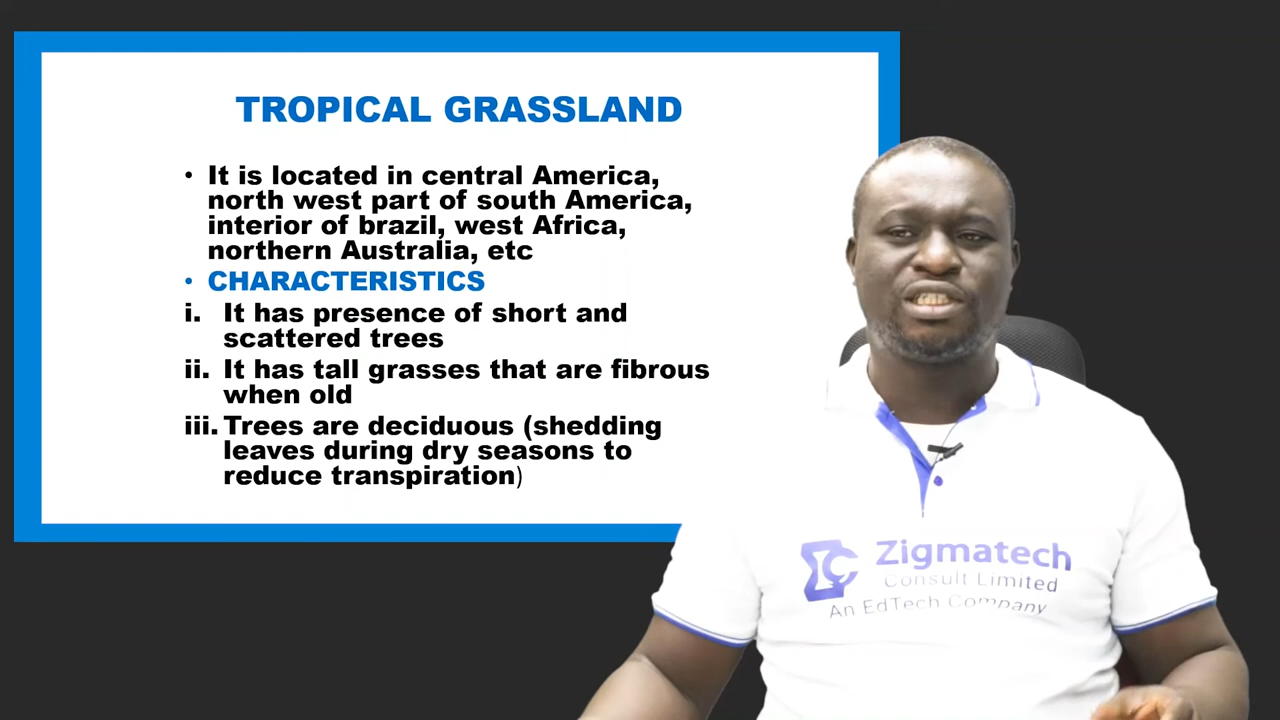 TROPICAL GRASSLAND
• It is located in central America,
north west part of south America,
interior of brazil, west Africa,
northern Australia, etc
• CHARACTERISTICS
i. It has presence of short and
scattered trees
ii. It has tall grasses that are fibrous
when old
iii. Trees are deciduous (shedding
leaves during dry seasons to
reduce transpiration)
Zigmatech
Consult Limited
An EdTech Company